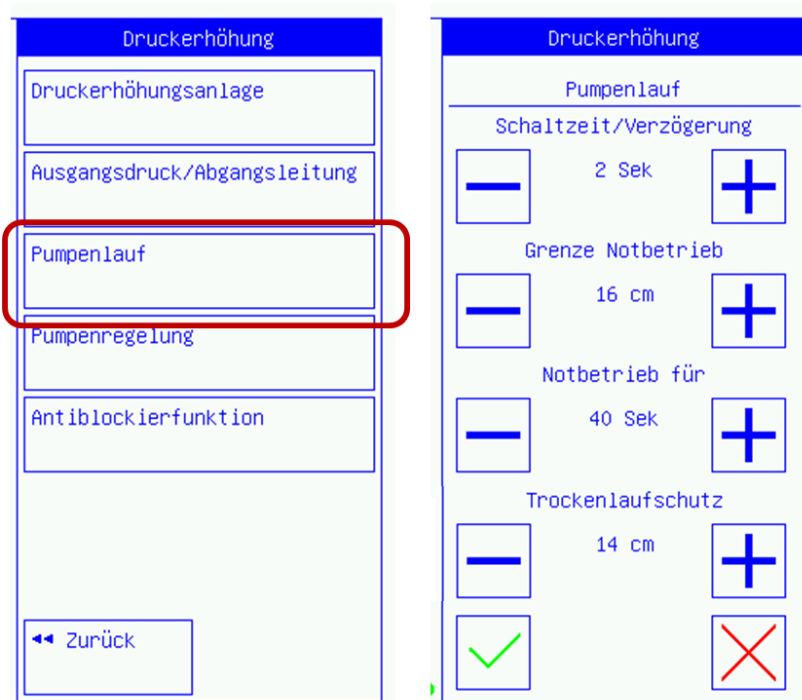 Druckerhöhung
Druckerhöhungsanlage
Ausgangsdruck/Abgangsleitung
Pumpenlauf
Pumpenregelung
Antiblockierfunktion
◄◄ Zurück
Druckerhöhung
Pumpenlauf
Schaltzeit/Verzögerung
2 Sek
Grenze Notbetrieb
16 cm
Notbetrieb für
40 Sek
Trockenlaufschutz
14 cm